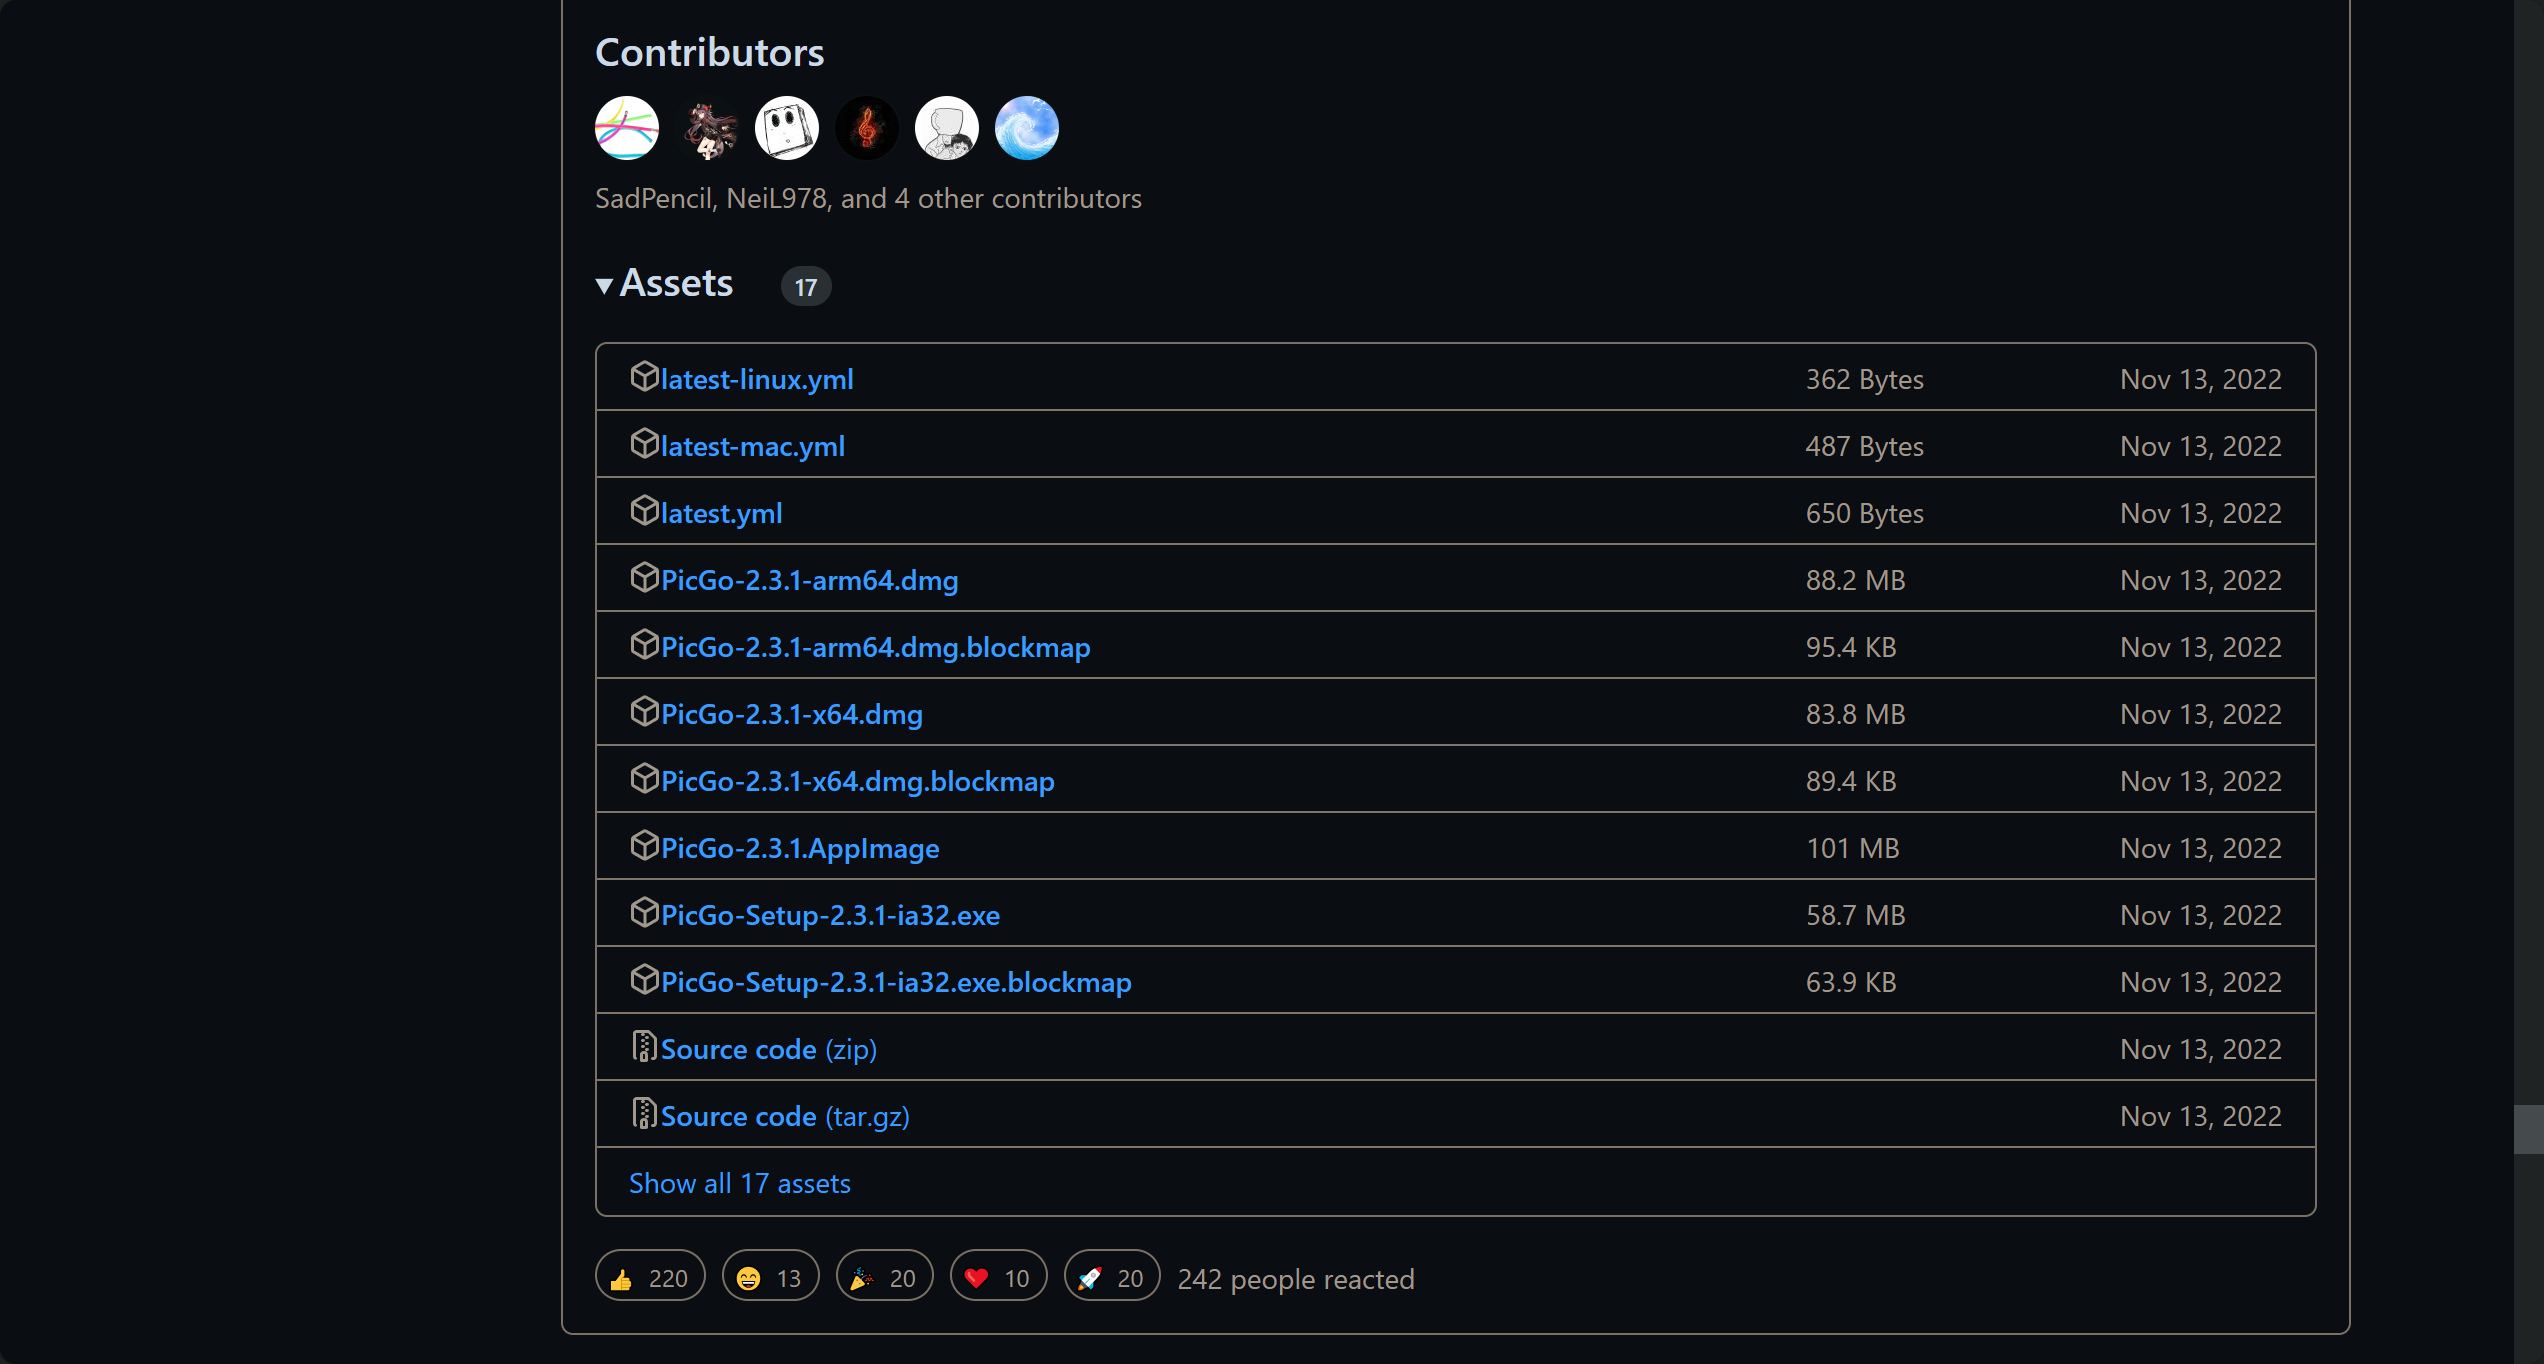 Contributors
SadPencil, NeiL978, and 4 other contributors
Assets 17
latest-linux.yml 362 Bytes Nov 13, 2022
latest-mac.yml 487 Bytes Nov 13, 2022
latest.yml 650 Bytes Nov 13, 2022
PicGo-2.3.1-arm64.dmg 88.2 MB Nov 13, 2022
PicGo-2.3.1-arm64.dmg.blockmap 95.4 KB Nov 13, 2022
PicGo-2.3.1-x64.dmg 83.8 MB Nov 13, 2022
PicGo-2.3.1-x64.dmg.blockmap 89.4 KB Nov 13, 2022
PicGo-2.3.1.AppImage 101 MB Nov 13, 2022
PicGo-Setup-2.3.1-ia32.exe 58.7 MB Nov 13, 2022
PicGo-Setup-2.3.1-ia32.exe.blockmap 63.9 KB Nov 13, 2022
Source code (zip) Nov 13, 2022
Source code (tar.gz) Nov 13, 2022
Show all 17 assets
👍 220 😄 13 🎉 20 ❤️ 10 🚀 20 242 people reacted